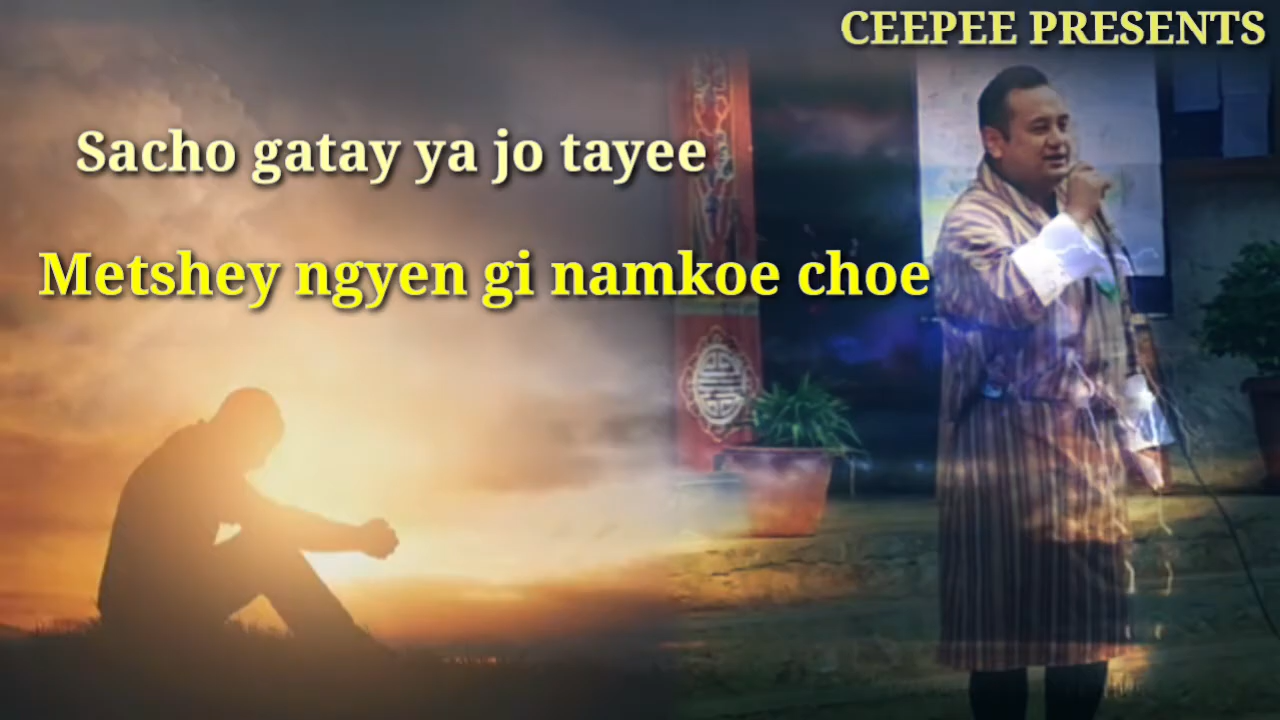 CEEPEE PRESENTS
Sacho gatay ya jo tayee
Metshey ngyen gi namkoe choe